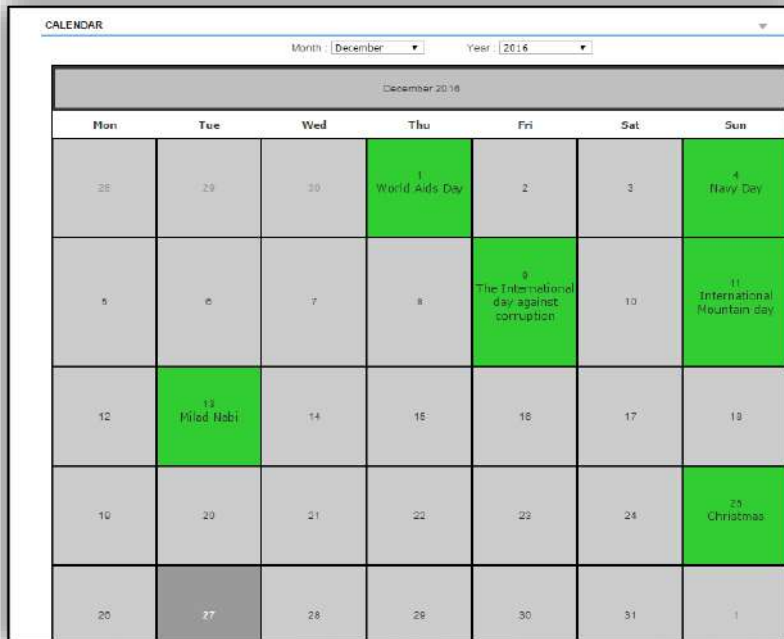 CALENDAR
Month : December Year : 2016
December 2016
Mon Tue Wed Thu Fri Sat Sun
28 29 30 1 2 3 4
World Aids Day Navy Day
5 6 7 8 9 10 11
The International day against corruption International Mountain day
12 13 14 15 16 17 18
Milad Nabi
19 20 21 22 23 24 25
Christmas
26 27 28 29 30 31 1